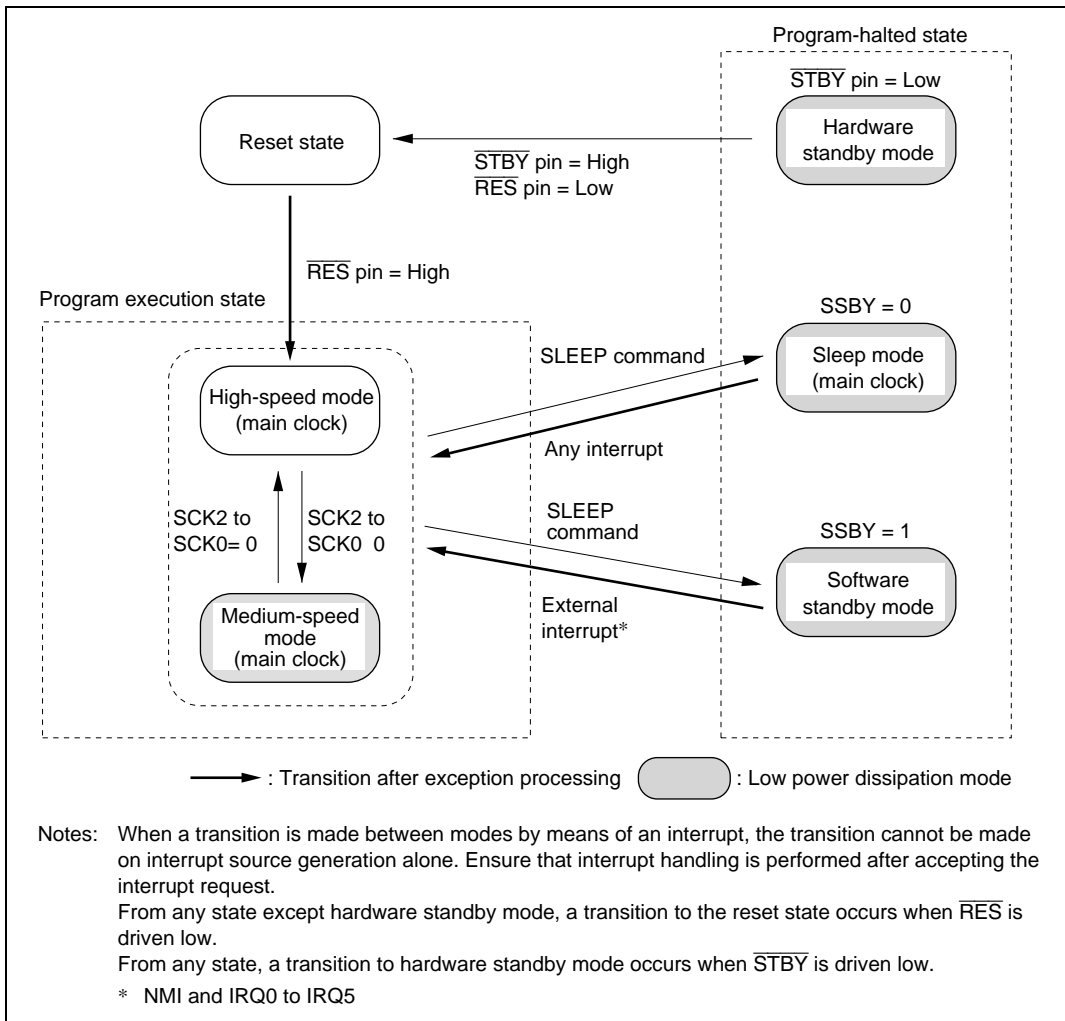 Program-halted state
STBY pin = Low
Hardware
standby mode
Reset state
STBY pin = High
RES pin = Low
RES pin = High
Program execution state
SSBY = 0
SLEEP command
Sleep mode
(main clock)
High-speed mode
(main clock)
Any interrupt
SCK2 to
SCK0= 0
SCK2 to
SCK0 0
SLEEP
command
SSBY = 1
Software
standby mode
External
interrupt*
Medium-speed
mode
(main clock)
: Transition after exception processing
: Low power dissipation mode
Notes: When a transition is made between modes by means of an interrupt, the transition cannot be made
on interrupt source generation alone. Ensure that interrupt handling is performed after accepting the
interrupt request.
From any state except hardware standby mode, a transition to the reset state occurs when RES is
driven low.
From any state, a transition to hardware standby mode occurs when STBY is driven low.
* NMI and IRQ0 to IRQ5